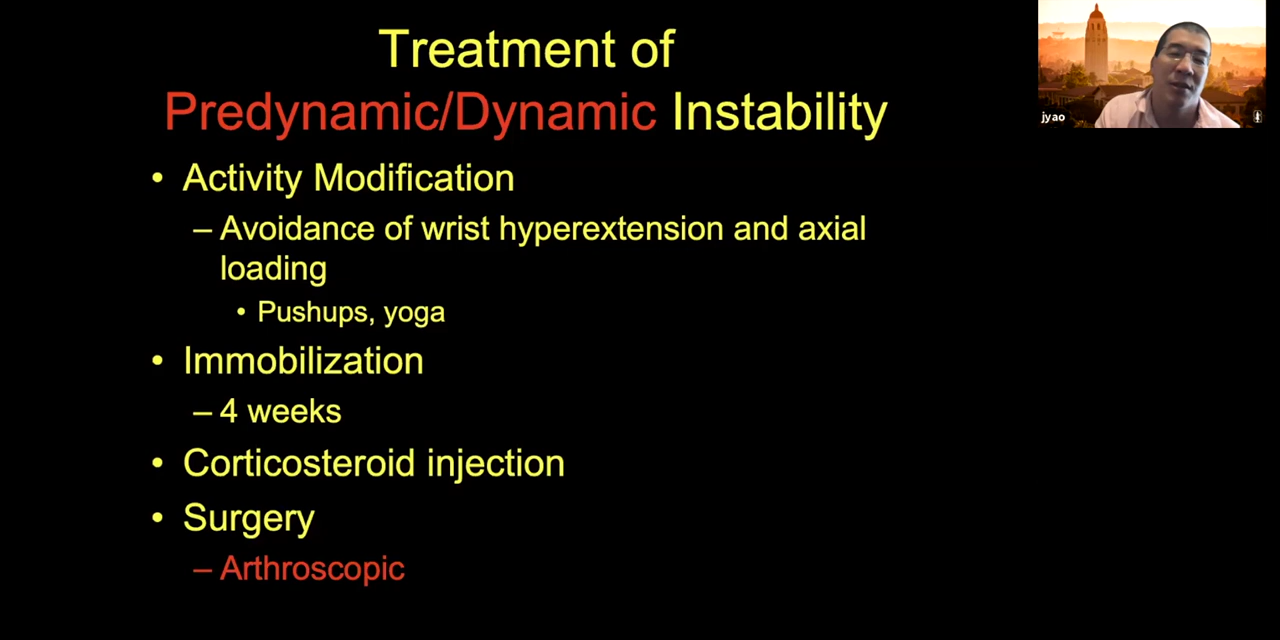 Treatment of
Predynamic/Dynamic Instability
• Activity Modification
– Avoidance of wrist hyperextension and axial
loading
• Pushups, yoga
• Immobilization
– 4 weeks
• Corticosteroid injection
• Surgery
– Arthroscopic
jyao